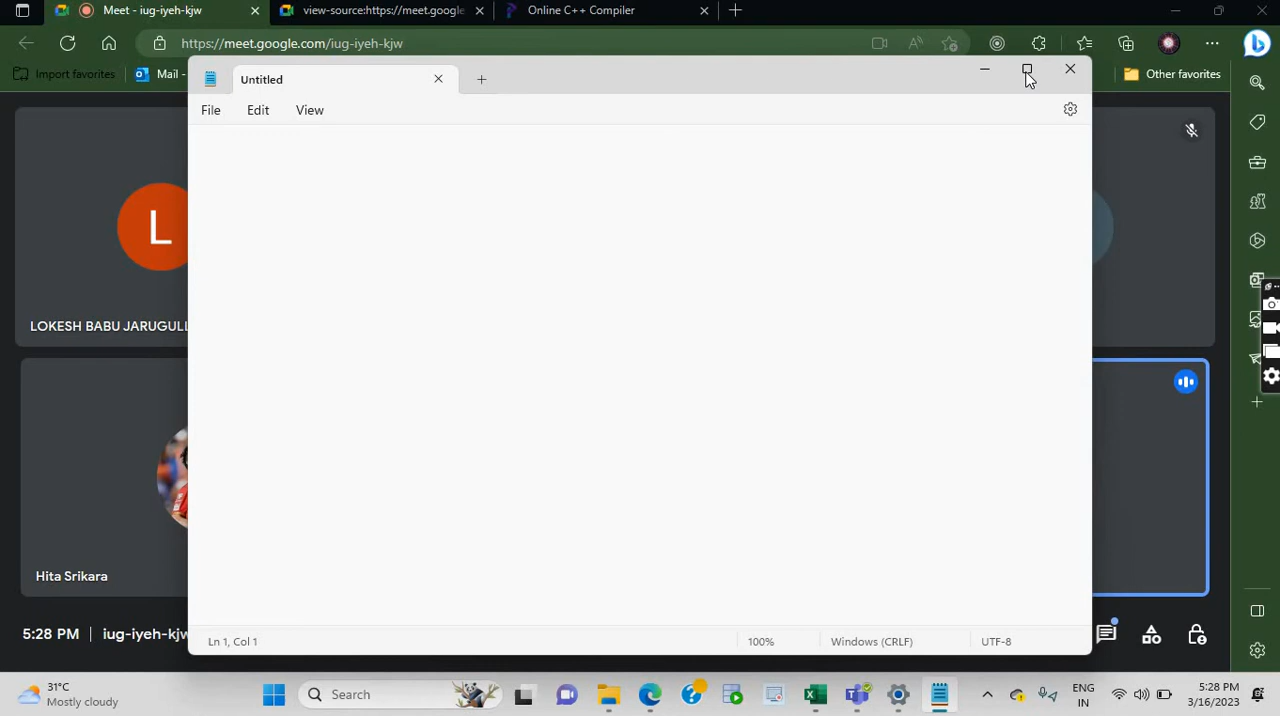 Meet - iug-iyeh-kjw
view-source:https://meet.google
Online C++ Compiler
https://meet.google.com/iug-iyeh-kjw
Import favorites
Mail -
Other favorites
Untitled
File Edit View
L
LOKESH BABU JARUGULL
Hita Srikara
5:28 PM | iug-iyeh-kjw
Ln 1, Col 1
100%
Windows (CRLF)
UTF-8
31°C
Mostly cloudy
Search
ENG
IN
5:28 PM
3/16/2023